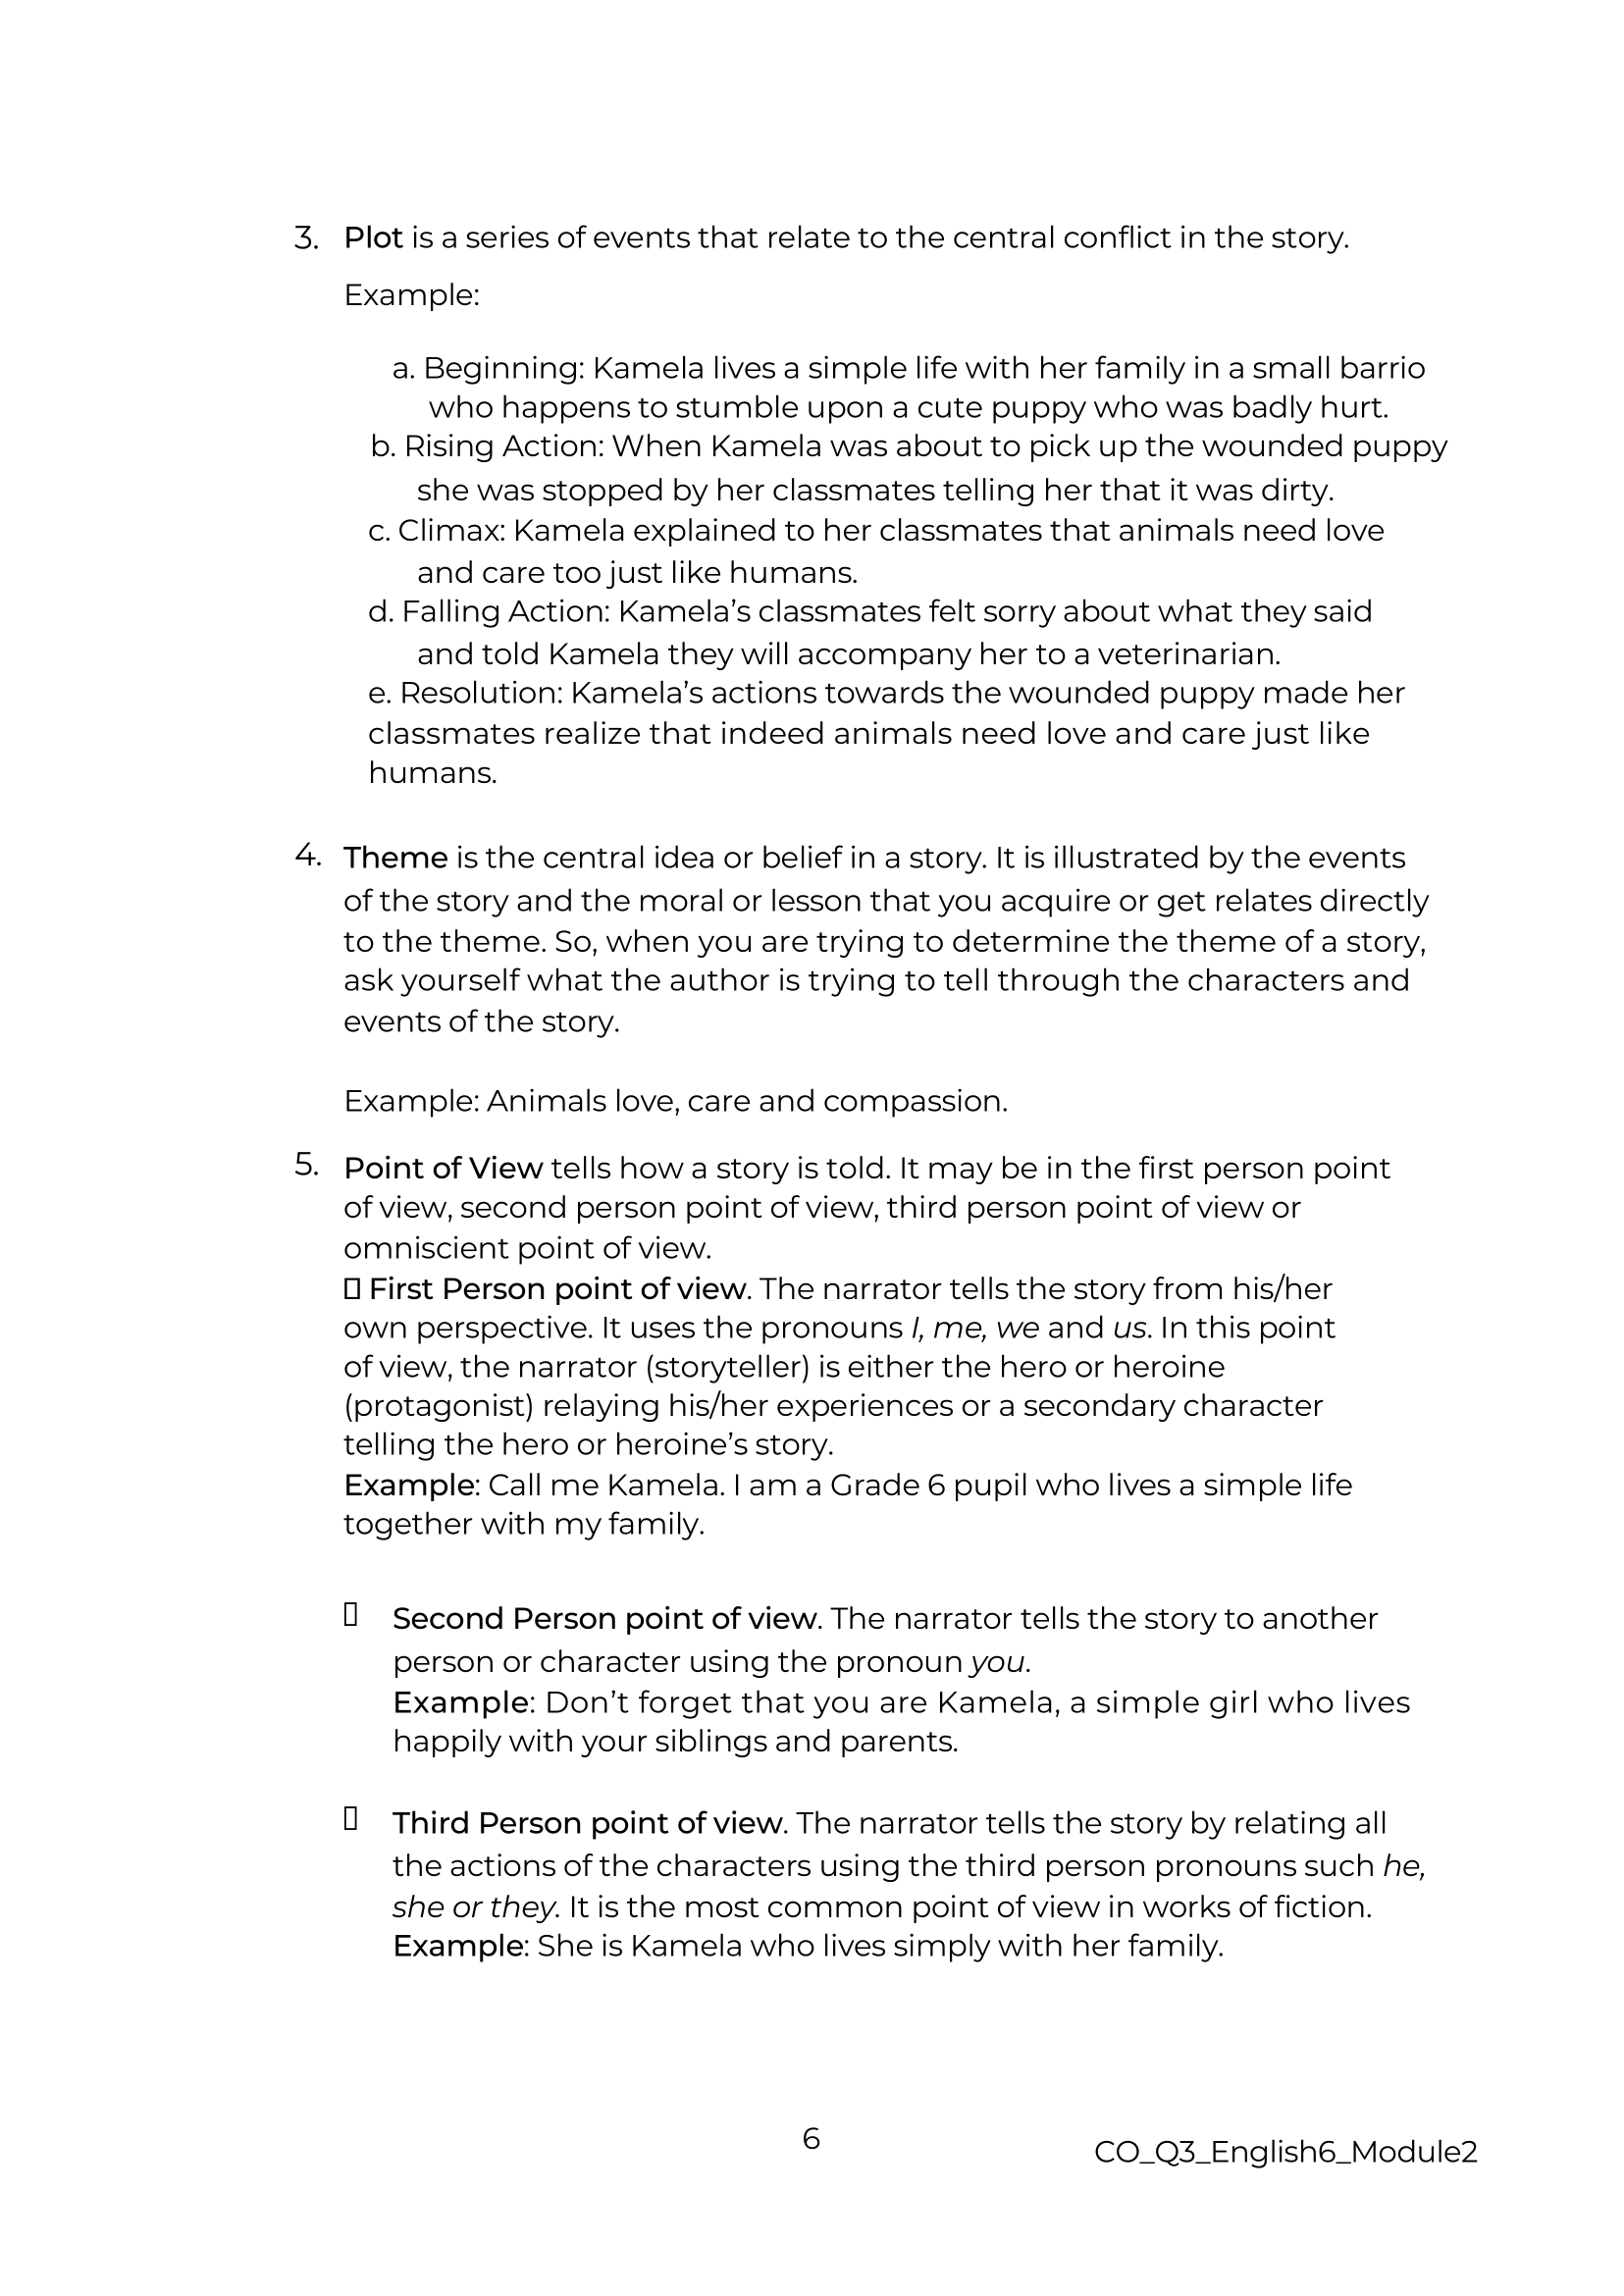 3. Plot is a series of events that relate to the central conflict in the story.
Example:
a. Beginning: Kamela lives a simple life with her family in a small barrio
who happens to stumble upon a cute puppy who was badly hurt.
b. Rising Action: When Kamela was about to pick up the wounded puppy
she was stopped by her classmates telling her that it was dirty.
c. Climax: Kamela explained to her classmates that animals need love
and care too just like humans.
d. Falling Action: Kamela’s classmates felt sorry about what they said
and told Kamela they will accompany her to a veterinarian.
e. Resolution: Kamela’s actions towards the wounded puppy made her
classmates realize that indeed animals need love and care just like
humans.
4. Theme is the central idea or belief in a story. It is illustrated by the events
of the story and the moral or lesson that you acquire or get relates directly
to the theme. So, when you are trying to determine the theme of a story,
ask yourself what the author is trying to tell through the characters and
events of the story.
Example: Animals love, care and compassion.
5. Point of View tells how a story is told. It may be in the first person point
of view, second person point of view, third person point of view or
omniscient point of view.
First Person point of view. The narrator tells the story from his/her
own perspective. It uses the pronouns I, me, we and us. In this point
of view, the narrator (storyteller) is either the hero or heroine
(protagonist) relaying his/her experiences or a secondary character
telling the hero or heroine’s story.
Example: Call me Kamela. I am a Grade 6 pupil who lives a simple life
together with my family.
Second Person point of view. The narrator tells the story to another
person or character using the pronoun you.
Example: Don’t forget that you are Kamela, a simple girl who lives
happily with your siblings and parents.
Third Person point of view. The narrator tells the story by relating all
the actions of the characters using the third person pronouns such he,
she or they. It is the most common point of view in works of fiction.
Example: She is Kamela who lives simply with her family.
6
CO_Q3_English6_Module2